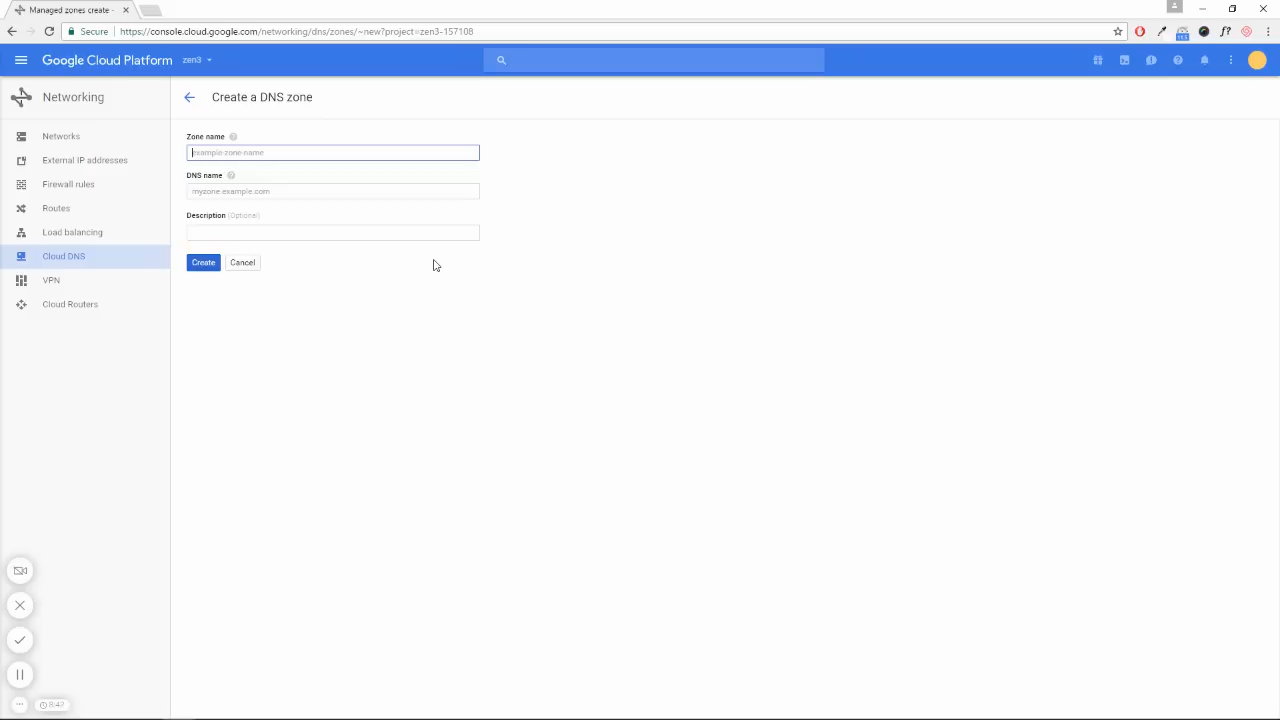 Managed zones create -
Secure
https://console.cloud.google.com/networking/dns/zones/~new?project=zen3-157108
Google Cloud Platform
zen3
Networking
Create a DNS zone
Networks
External IP addresses
Firewall rules
Routes
Load balancing
Cloud DNS
VPN
Cloud Routers
Zone name
example-zone-name
DNS name
myzone.example.com
Description (Optional)
Create
Cancel
8:42